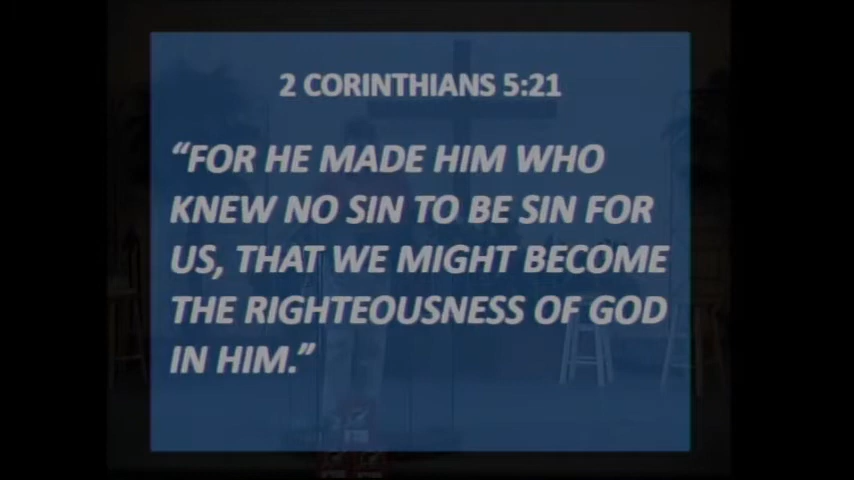 2 CORINTHIANS 5:21
“FOR HE MADE HIM WHO
KNEW NO SIN TO BE SIN FOR
US, THAT WE MIGHT BECOME
THE RIGHTEOUSNESS OF GOD
IN HIM.”